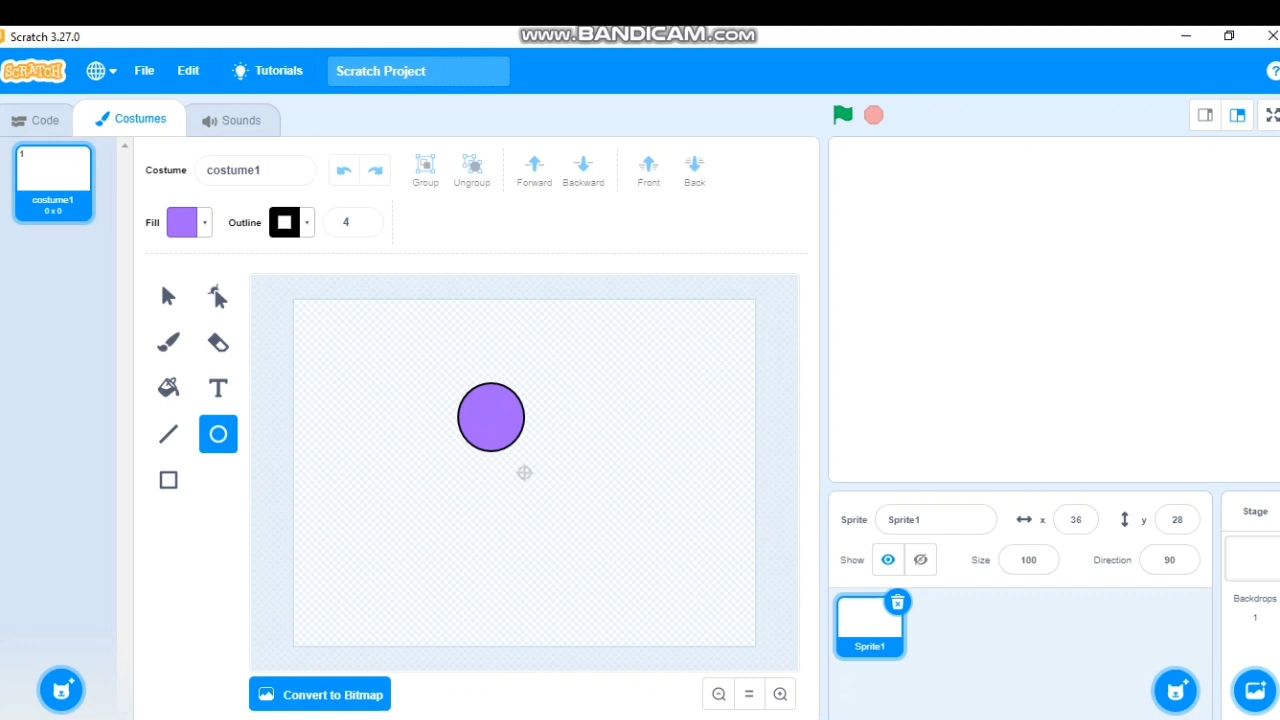 Scratch 3.27.0
www.BANDICAM.com
SCRATCH
File
Edit
Tutorials
Scratch Project
?
Code
Costumes
Sounds
1
costume1
0 x 0
Costume
costume1
Group
Ungroup
Forward
Backward
Front
Back
Fill
Outline
4
T
Convert to Bitmap
Sprite
Sprite1
x
36
y
28
Show
Size
100
Direction
90
Sprite1
Stage
Backdrops
1